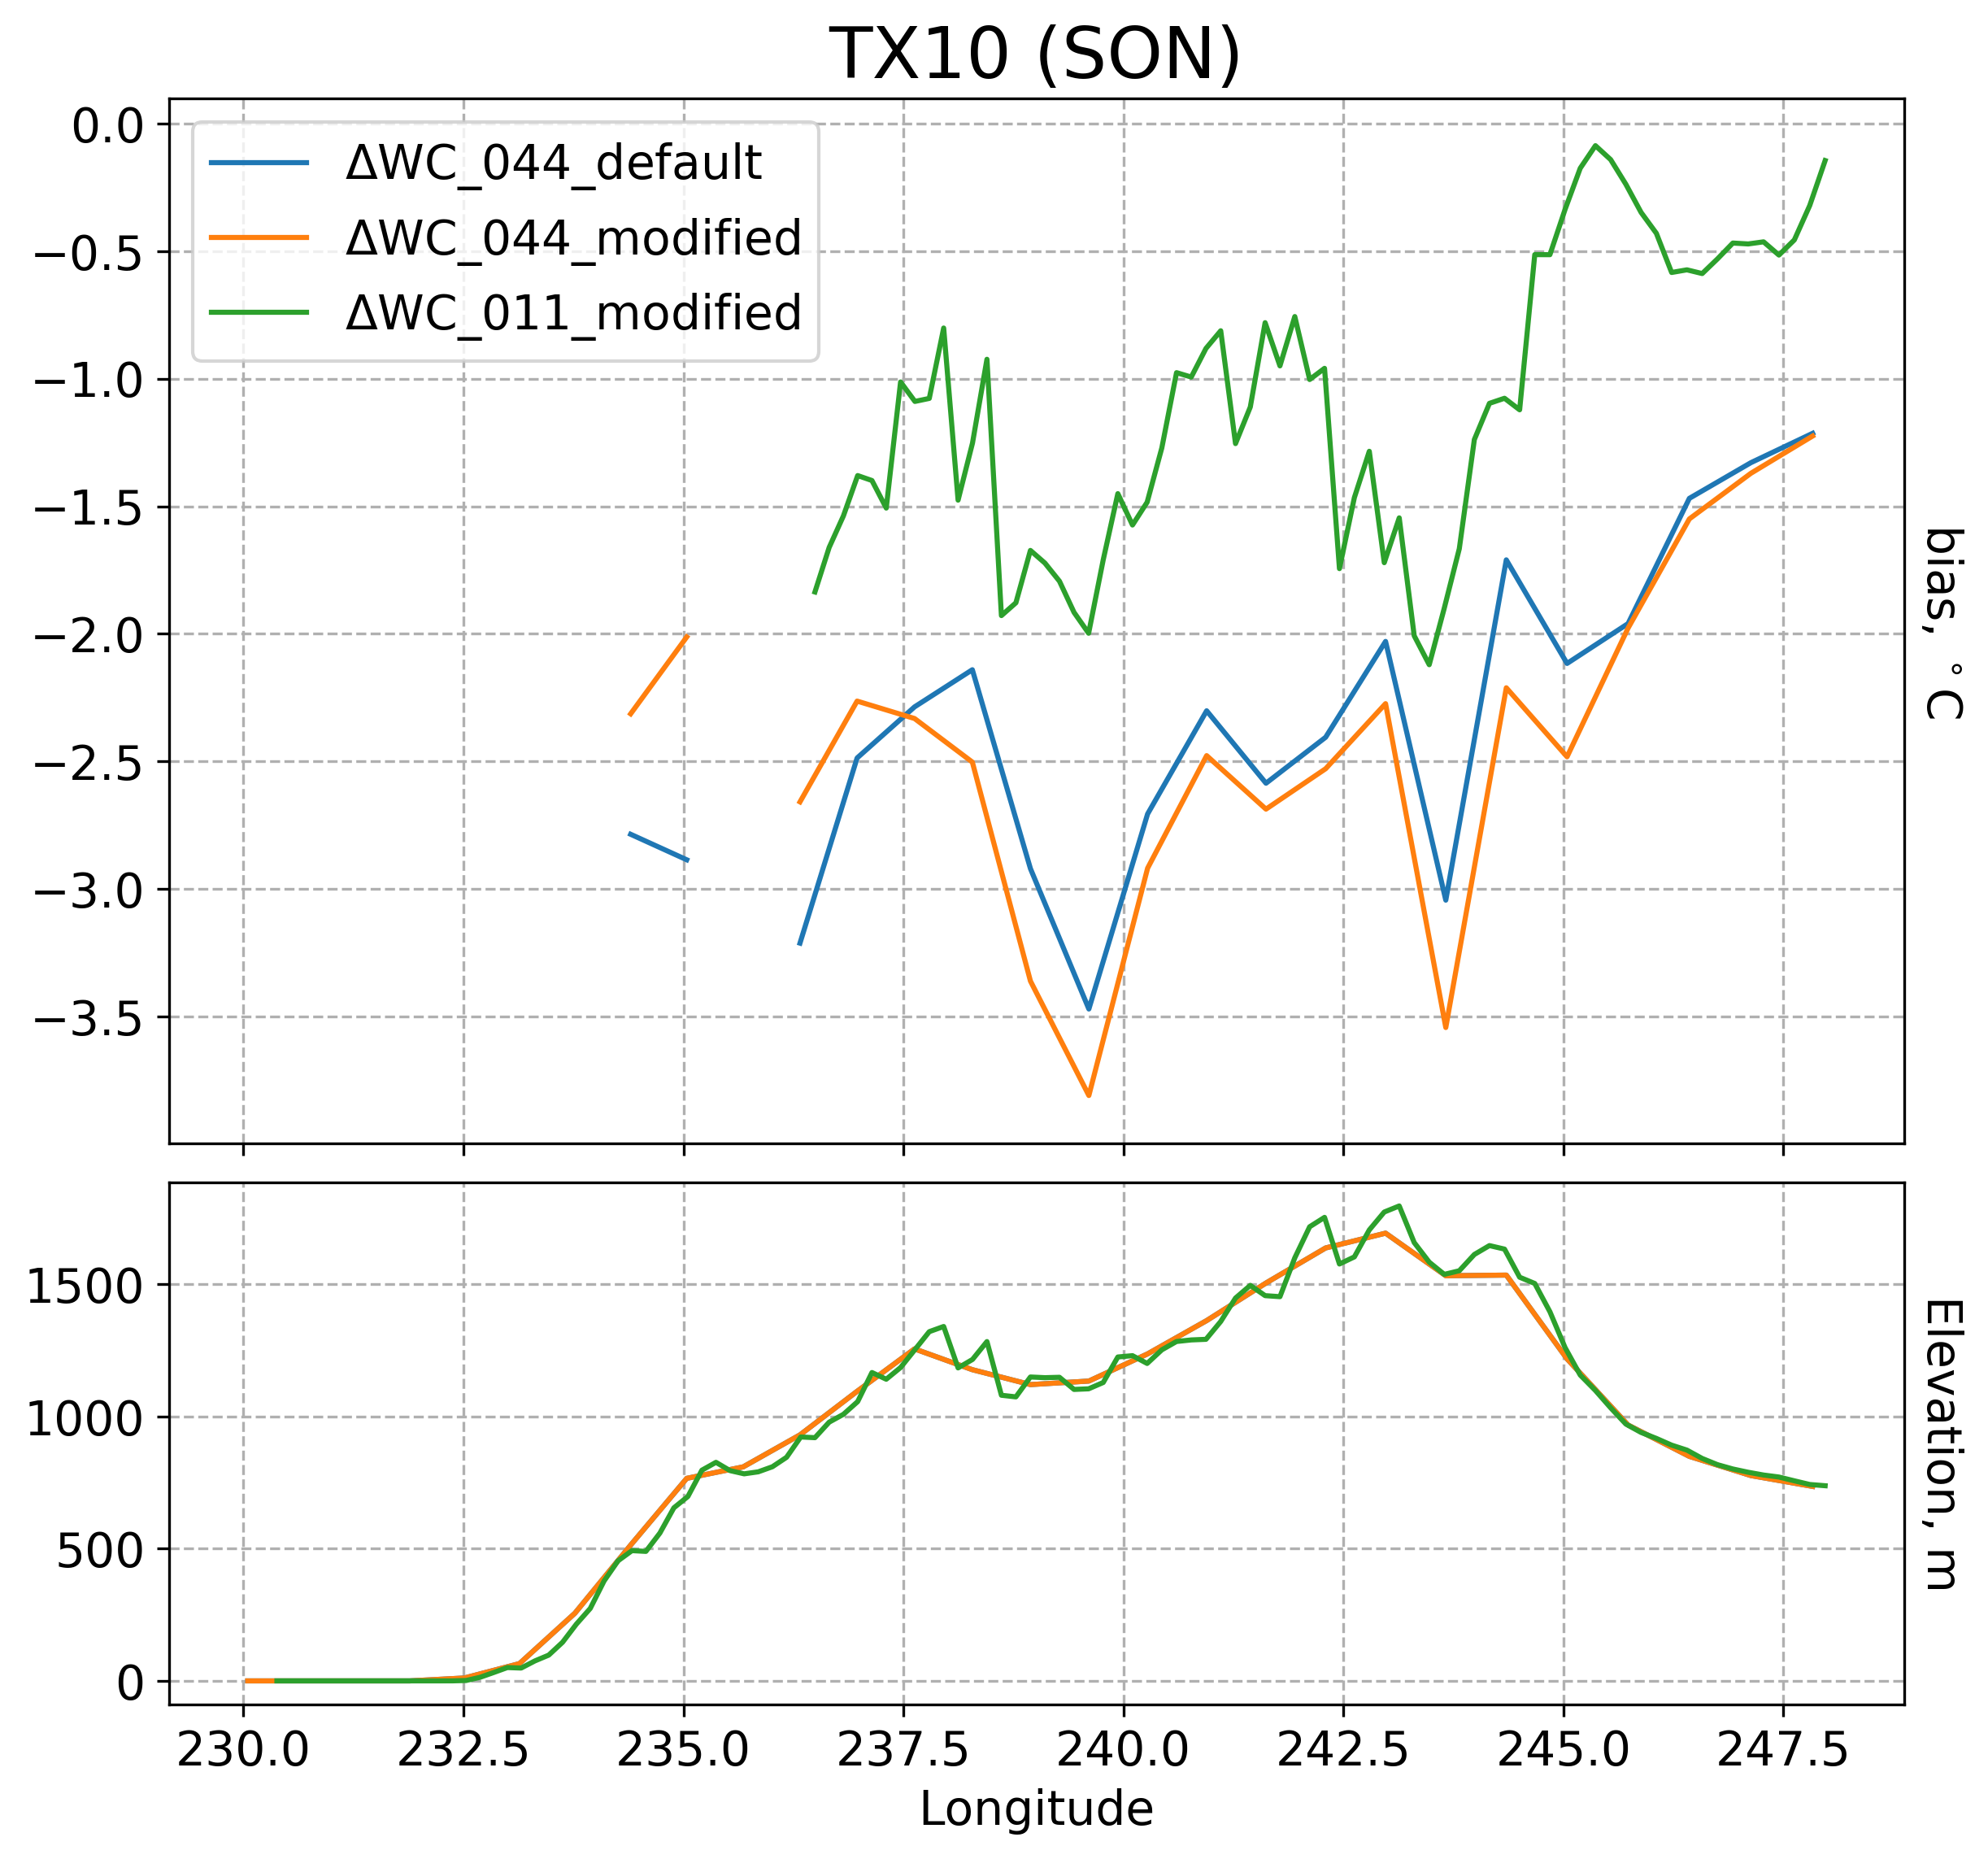 TX10 (SON)
ΔWC_044_default
ΔWC_044_modified
ΔWC_011_modified
0.0
−0.5
−1.0
−1.5
−2.0
−2.5
−3.0
−3.5
bias, °C
1500
1000
500
0
Elevation, m
230.0 232.5 235.0 237.5 240.0 242.5 245.0 247.5
Longitude